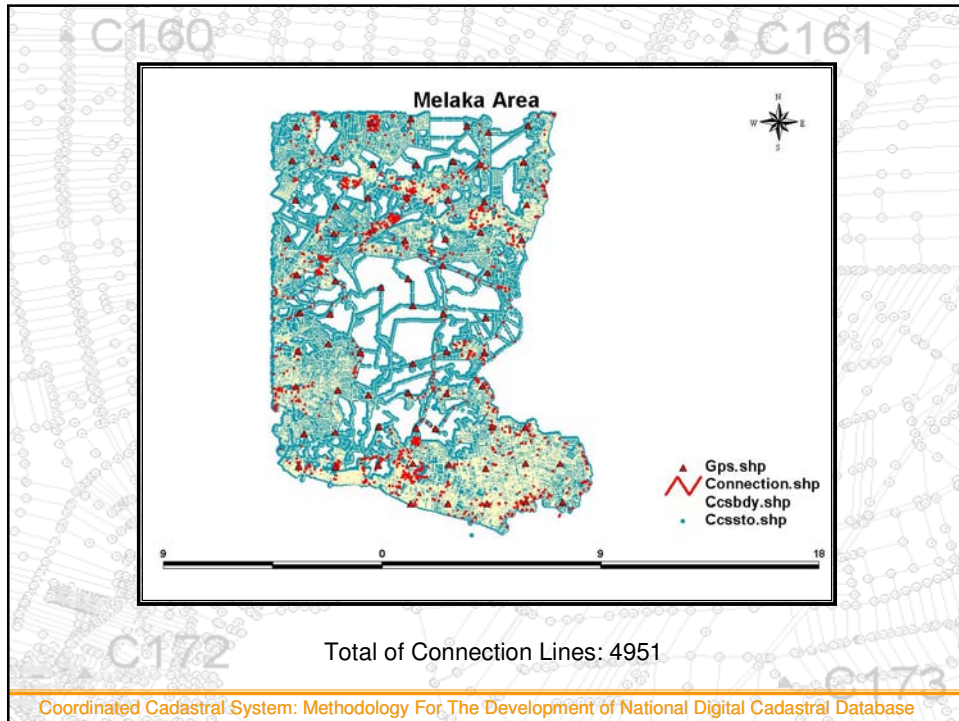 C160 C161
Melaka Area
N
W E
S
Gps.shp
Connection.shp
Ccsbdy.shp
Ccssto.shp
9 0 9 18
Total of Connection Lines: 4951
C172 C173
Coordinated Cadastral System: Methodology For The Development of National Digital Cadastral Database